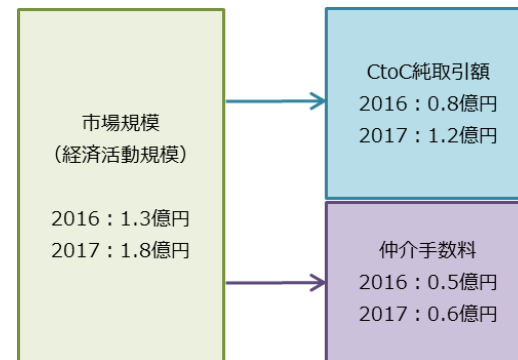 市場規模
（経済活動規模）
2016：1.3億円
2017：1.8億円
CtoC純取引額
2016：0.8億円
2017：1.2億円
仲介手数料
2016：0.5億円
2017：0.6億円